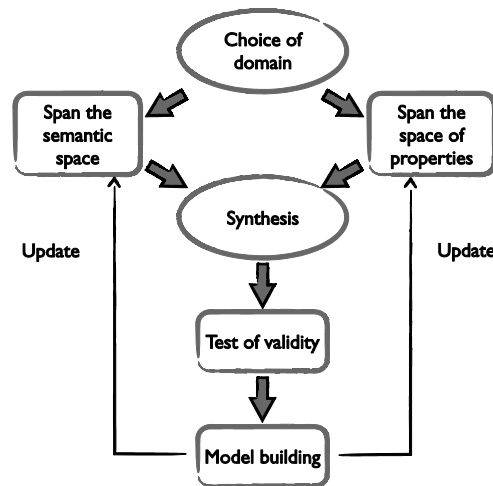 Choice of
domain
Span the
semantic
space
Span the
space of
properties
Synthesis
Update
Update
Test of validity
Model building